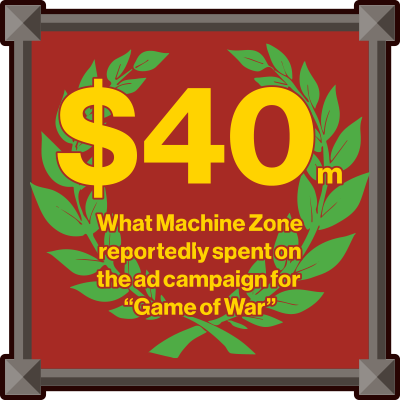 $40m
What Machine Zone
reportedly spent on
the ad campaign for
“Game of War”